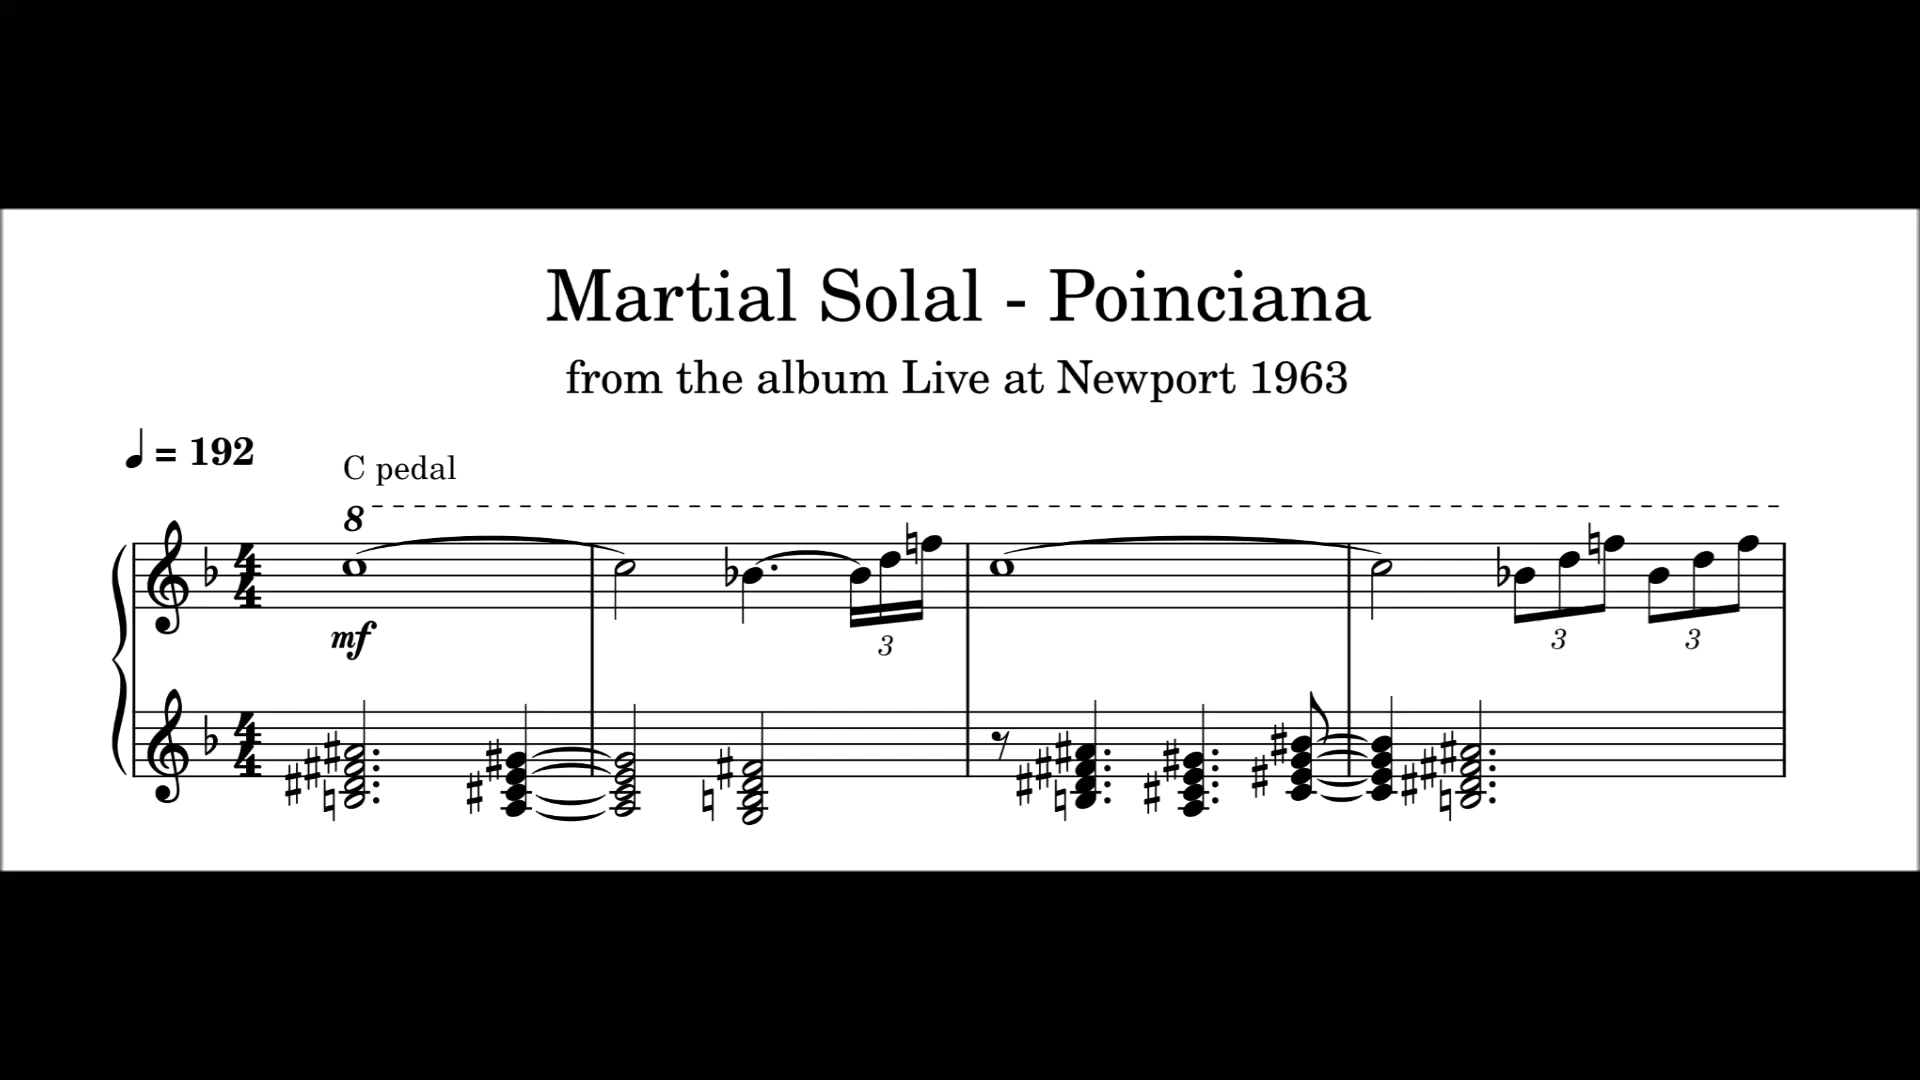 Martial Solal - Poinciana
from the album Live at Newport 1963
♩ = 192
C pedal
8
mf
3
3
3